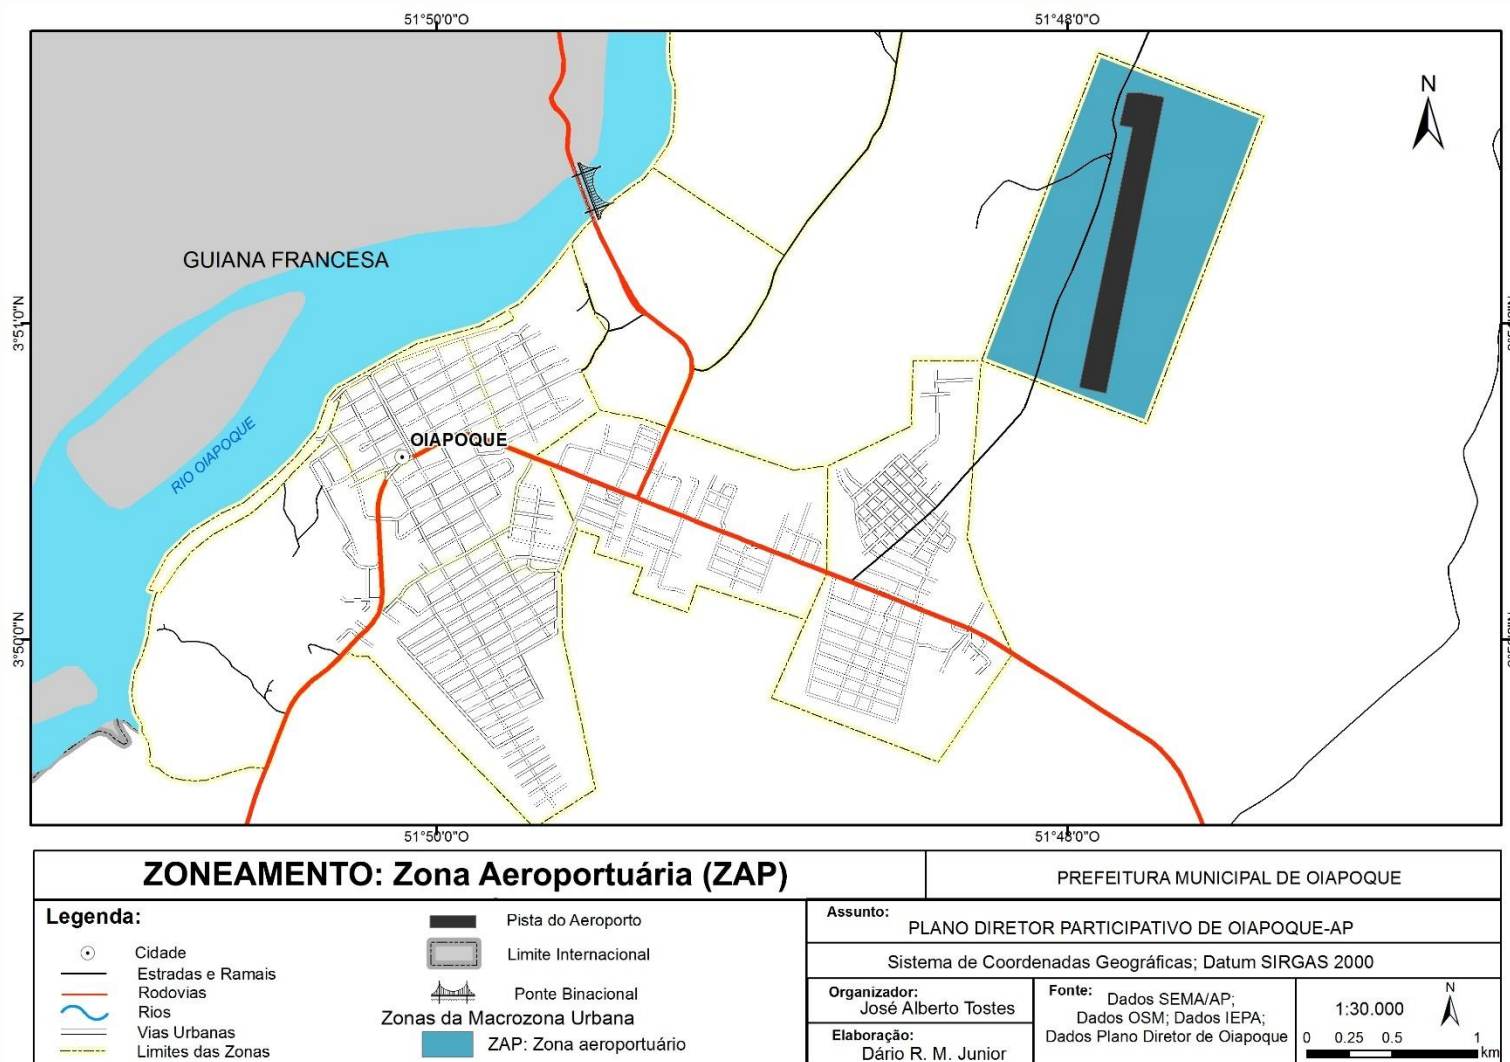 51°50'0"O
51°48'0"O
N
GUIANA FRANCESA
3°51'0"N
RIO OIAPOQUE
OIAPOQUE
3°50'0"N
51°50'0"O
51°48'0"O
ZONEAMENTO: Zona Aeroportuária (ZAP)
PREFEITURA MUNICIPAL DE OIAPOQUE
Legenda:
Cidade
Estradas e Ramais
Rodovias
Rios
Vias Urbanas
Limites das Zonas
Pista do Aeroporto
Limite Internacional
Ponte Binacional
Zonas da Macrozona Urbana
ZAP: Zona aeroportuário
Assunto:
PLANO DIRETOR PARTICIPATIVO DE OIAPOQUE-AP
Sistema de Coordenadas Geográficas; Datum SIRGAS 2000
Organizador:
José Alberto Tostes
Elaboração:
Dário R. M. Junior
Fonte: Dados SEMA/AP;
Dados OSM; Dados IEPA;
Dados Plano Diretor de Oiapoque
1:30.000
N
0 0.25 0.5 1
km